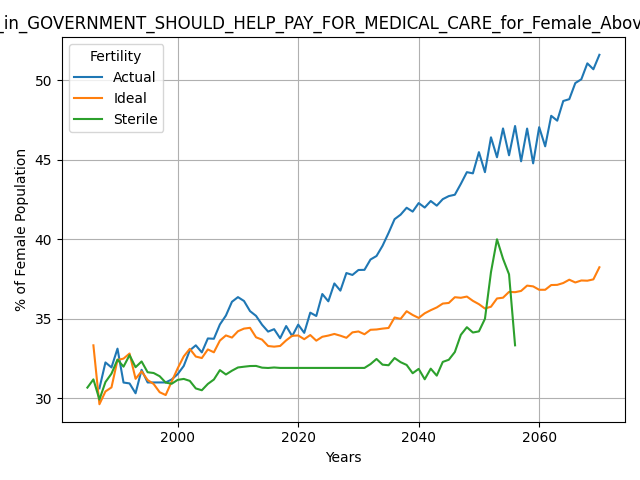 _in_GOVERNMENT_SHOULD_HELP_PAY_FOR_MEDICAL_CARE_for_Female_Abov
Fertility
Actual
Ideal
Sterile
% of Female Population
50
45
40
35
30
2000
2020
2040
2060
Years